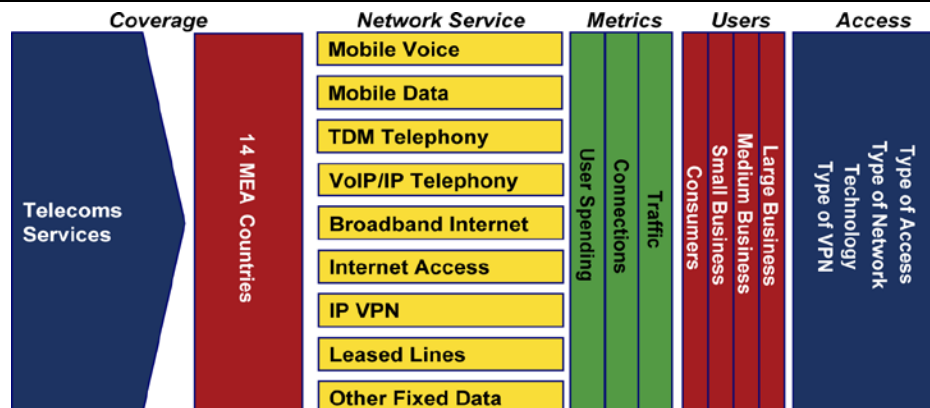 Coverage
Network Service
Metrics
Users
Access
Telecoms
Services
14 MEA Countries
Mobile Voice
Mobile Data
TDM Telephony
VoIP/IP Telephony
Broadband Internet
Internet Access
IP VPN
Leased Lines
Other Fixed Data
User Spending
Connections
Traffic
Consumers
Small Business
Medium Business
Large Business
Type of Access
Type of Network
Technology
Type of VPN